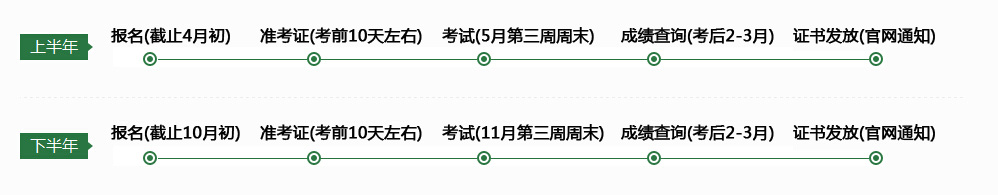 上半年 报名(截止4月初) 准考证(考前10天左右) 考试(5月第三周周末) 成绩查询(考后2-3月) 证书发放(官网通知)
下半年 报名(截止10月初) 准考证(考前10天左右) 考试(11月第三周周末) 成绩查询(考后2-3月) 证书发放(官网通知)